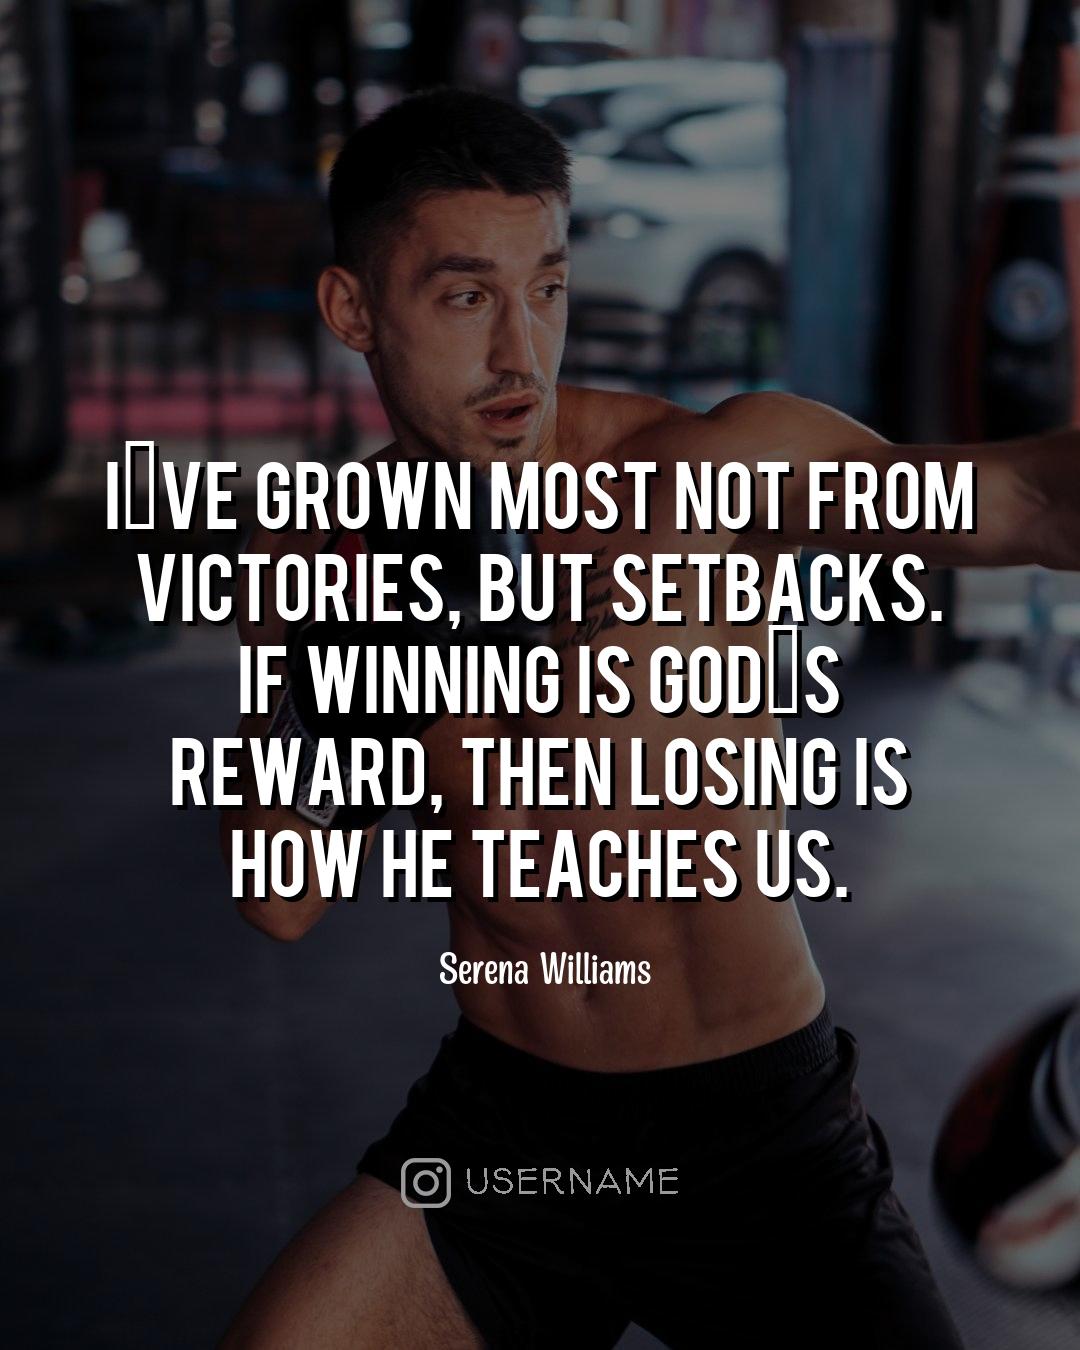 I▯VE GROWN MOST NOT FROM
VICTORIES, BUT SETBACKS.
IF WINNING IS GOD▯S
REWARD, THEN LOSING IS
HOW HE TEACHES US.
Serena Williams
USERNAME